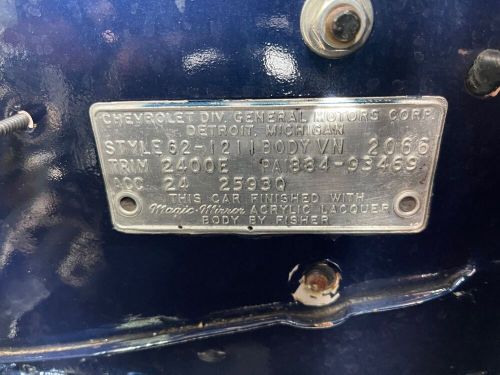 CHEVROLET DIV. GENERAL MOTORS CORP.
DETROIT, MICHIGAN
STYLE 62-1211 BODY VN 2066
TRIM 2400E PA1884-93469
ACC 24 2593Q
THIS CAR FINISHED WITH
Magic-Mirror ACRYLIC LACQUER
BODY BY FISHER